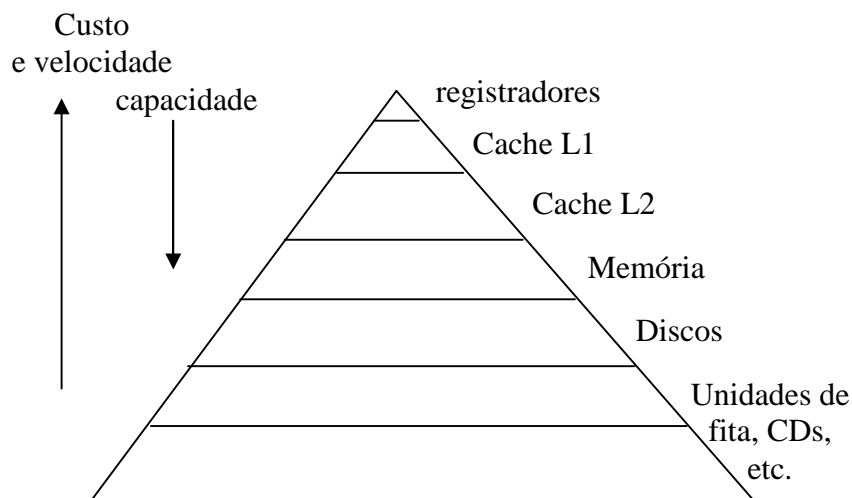 Custo
e velocidade
capacidade
registradores
Cache L1
Cache L2
Memória
Discos
Unidades de
fita, CDs,
etc.